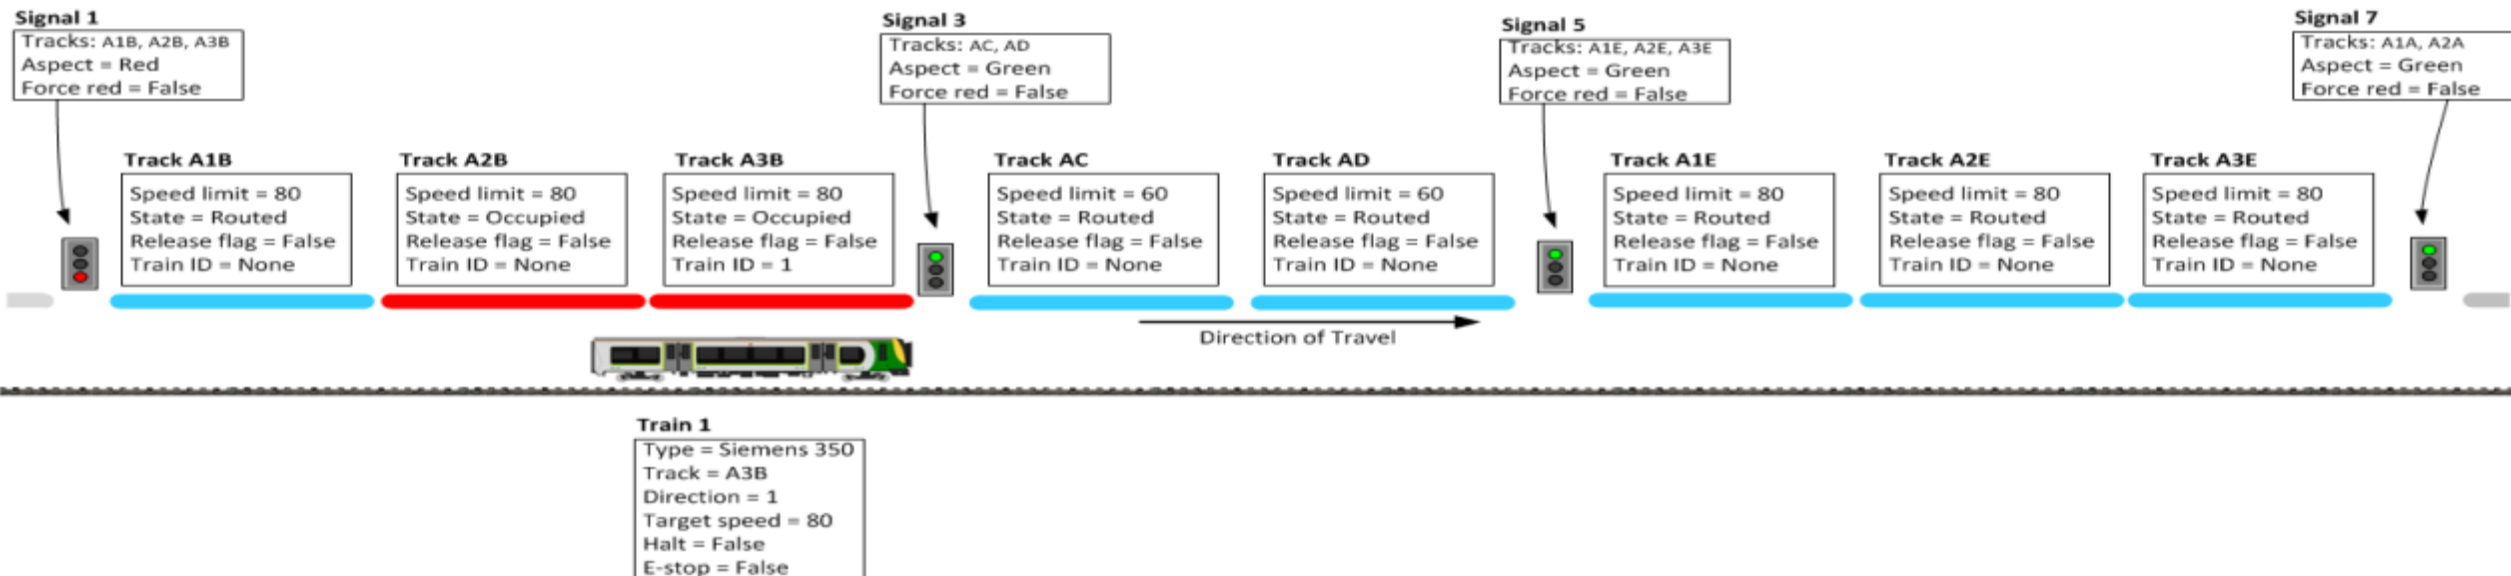 Signal 1
Tracks: A1B, A2B, A3B
Aspect = Red
Force red = False
Signal 3
Tracks: AC, AD
Aspect = Green
Force red = False
Signal 5
Tracks: A1E, A2E, A3E
Aspect = Green
Force red = False
Signal 7
Tracks: A1A, A2A
Aspect = Green
Force red = False
Track A1B
Speed limit = 80
State = Routed
Release flag = False
Train ID = None
Track A2B
Speed limit = 80
State = Occupied
Release flag = False
Train ID = None
Track A3B
Speed limit = 80
State = Occupied
Release flag = False
Train ID = 1
Track AC
Speed limit = 60
State = Routed
Release flag = False
Train ID = None
Track AD
Speed limit = 60
State = Routed
Release flag = False
Train ID = None
Track A1E
Speed limit = 80
State = Routed
Release flag = False
Train ID = None
Track A2E
Speed limit = 80
State = Routed
Release flag = False
Train ID = None
Track A3E
Speed limit = 80
State = Routed
Release flag = False
Train ID = None
Direction of Travel
Train 1
Type = Siemens 350
Track = A3B
Direction = 1
Target speed = 80
Halt = False
E-stop = False